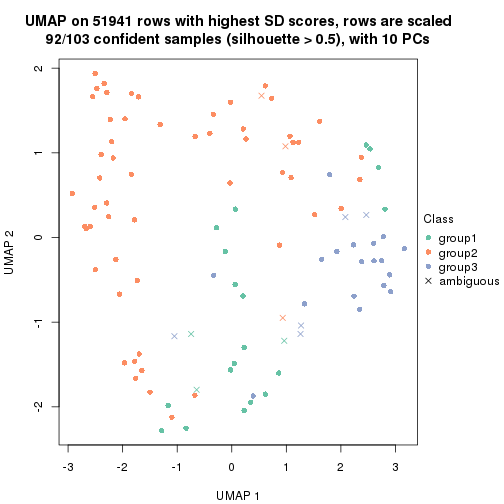 UMAP on 51941 rows with highest SD scores, rows are scaled
92/103 confident samples (silhouette > 0.5), with 10 PCs
2
1
0
-1
-2
UMAP 2
-3 -2 -1 0 1 2 3
UMAP 1
Class
group1
group2
group3
ambiguous